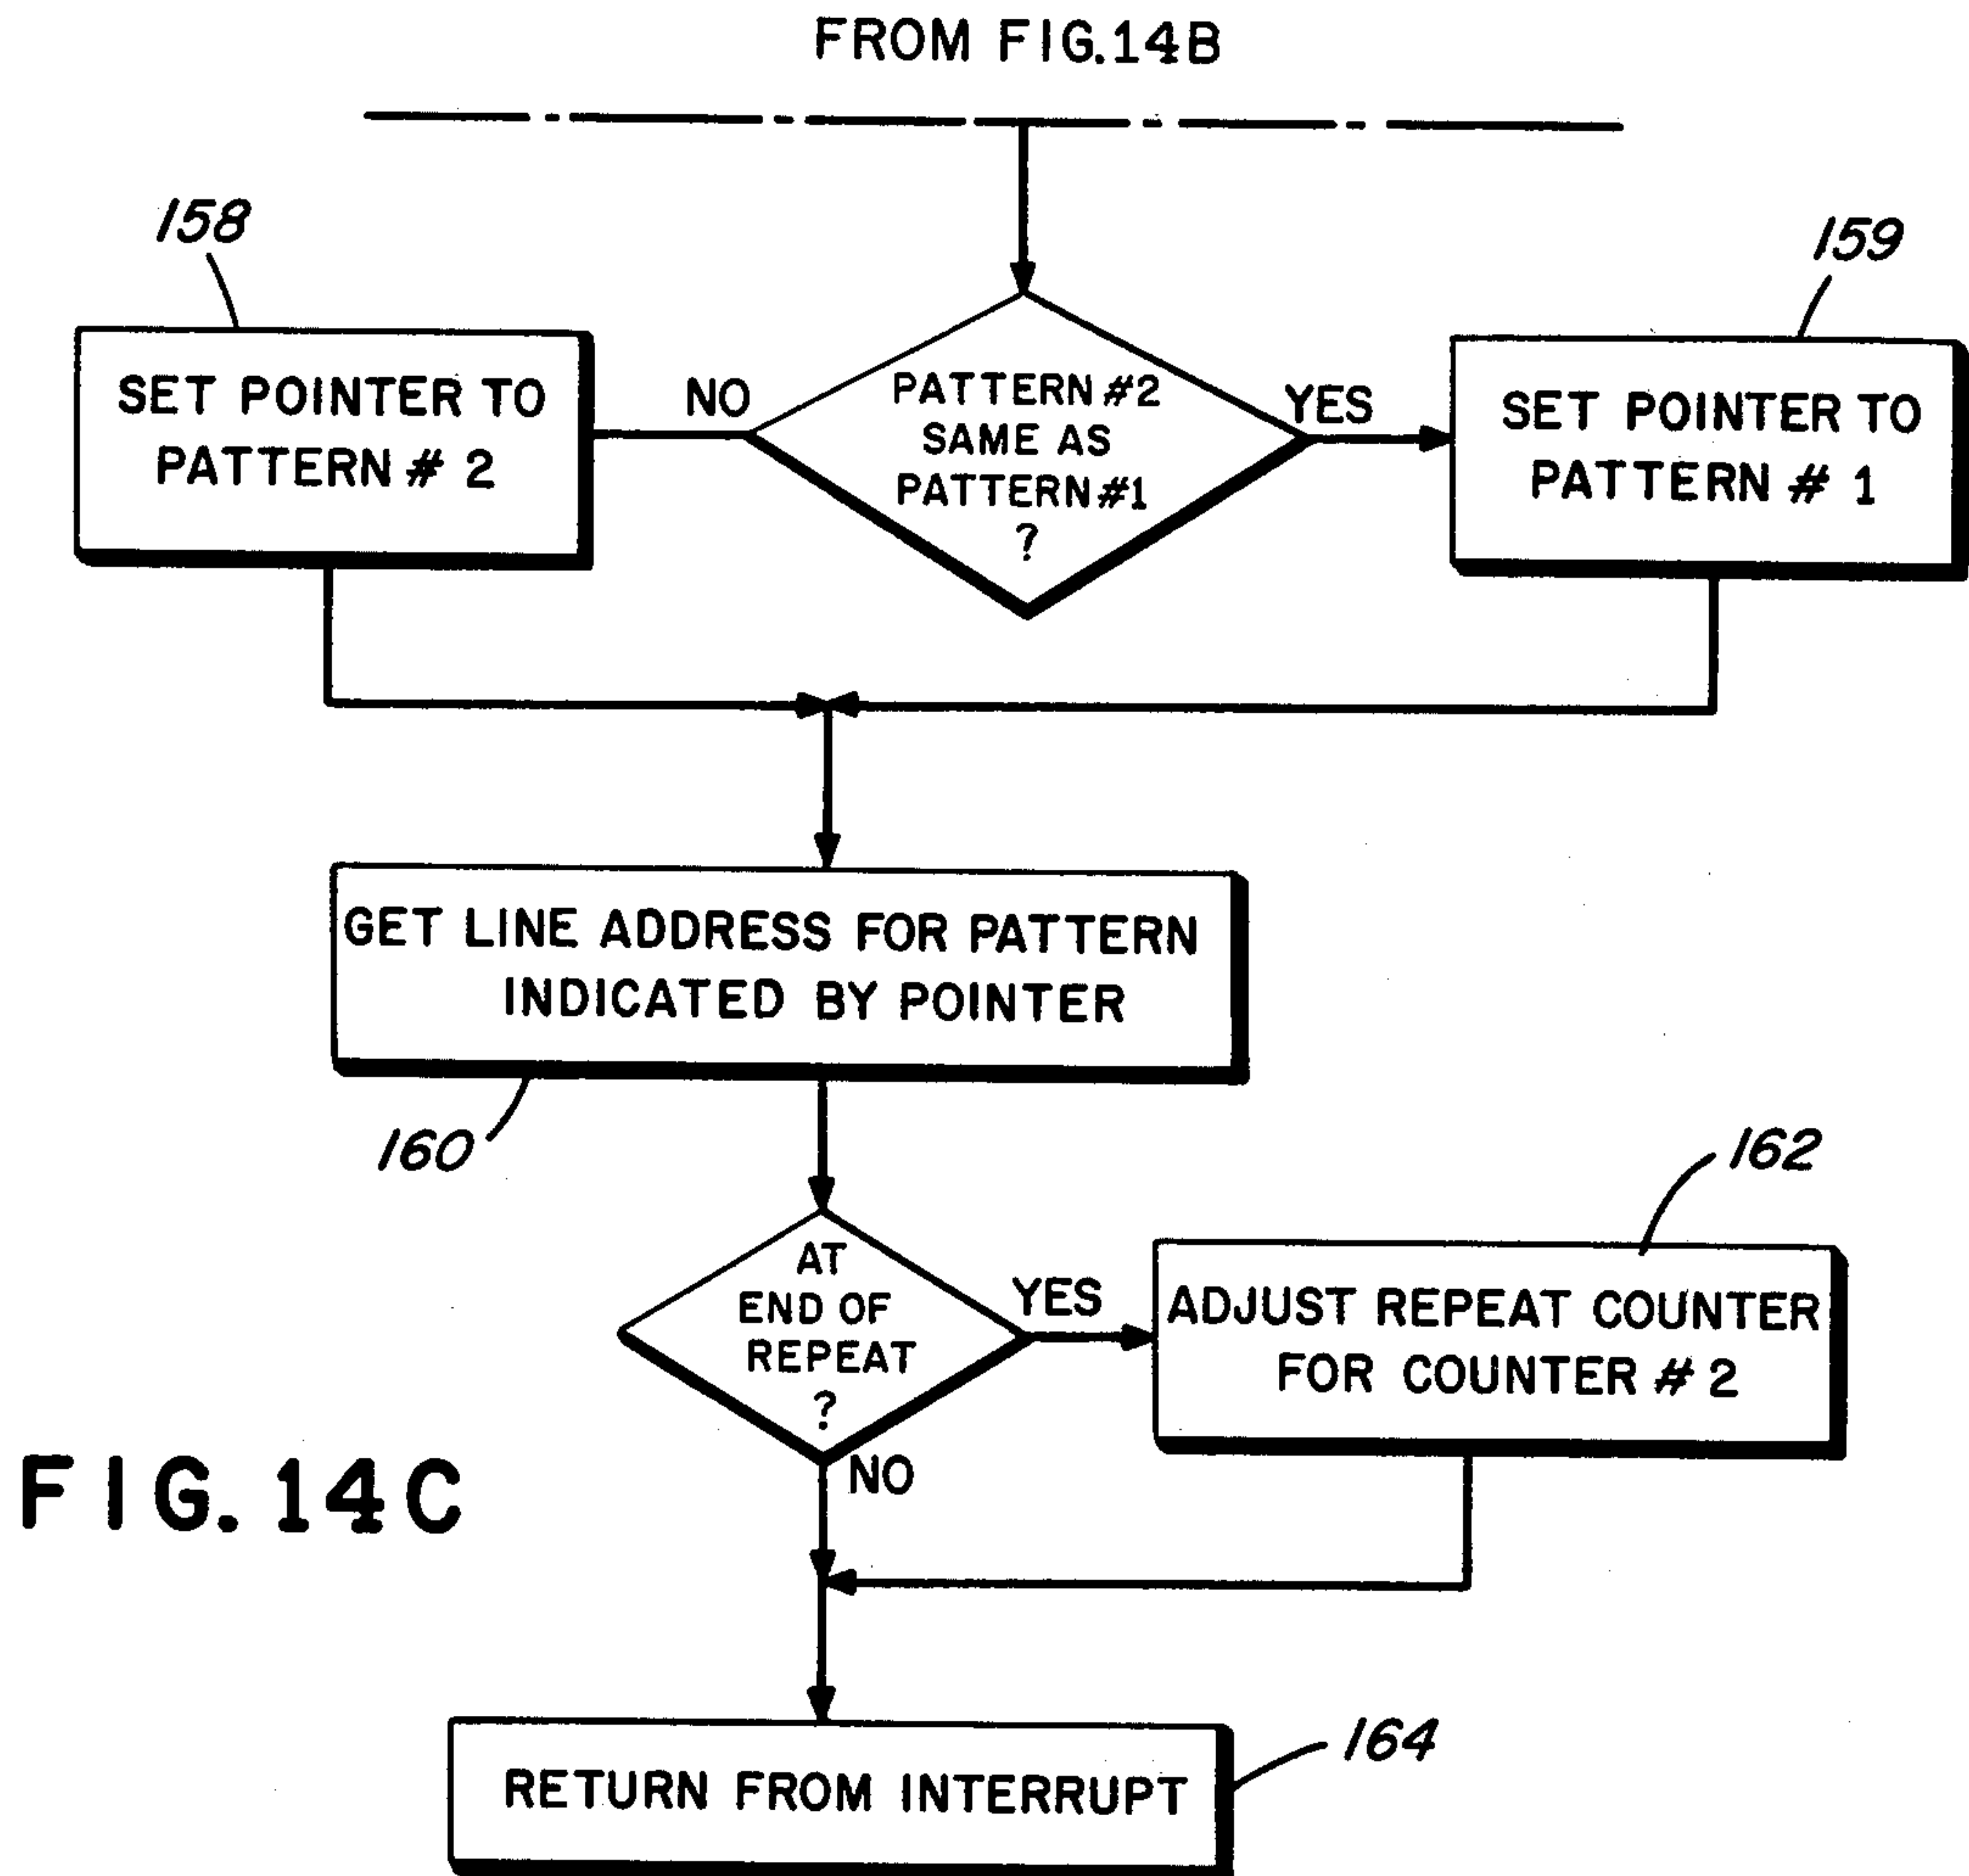 FROM FIG.14B
158
159
SET POINTER TO
PATTERN # 2
NO
PATTERN #2
SAME AS
PATTERN #1
?
YES
SET POINTER TO
PATTERN # 1
GET LINE ADDRESS FOR PATTERN
INDICATED BY POINTER
160
162
AT
END OF
REPEAT
?
YES
ADJUST REPEAT COUNTER
FOR COUNTER # 2
NO
FIG. 14C
164
RETURN FROM INTERRUPT